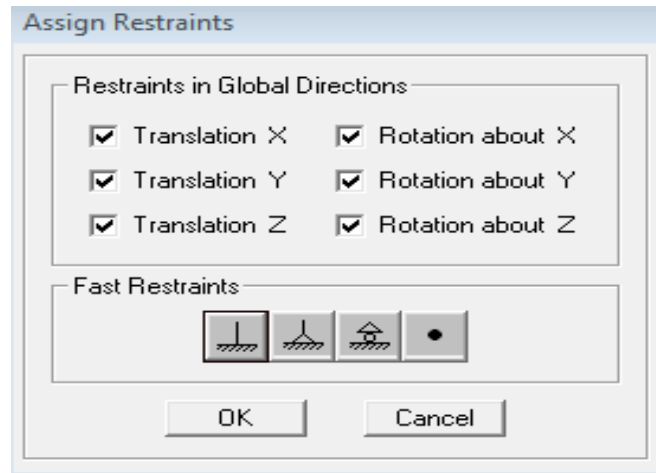 Assign Restraints
Restraints in Global Directions
Translation X Rotation about X
Translation Y Rotation about Y
Translation Z Rotation about Z
Fast Restraints
OK Cancel